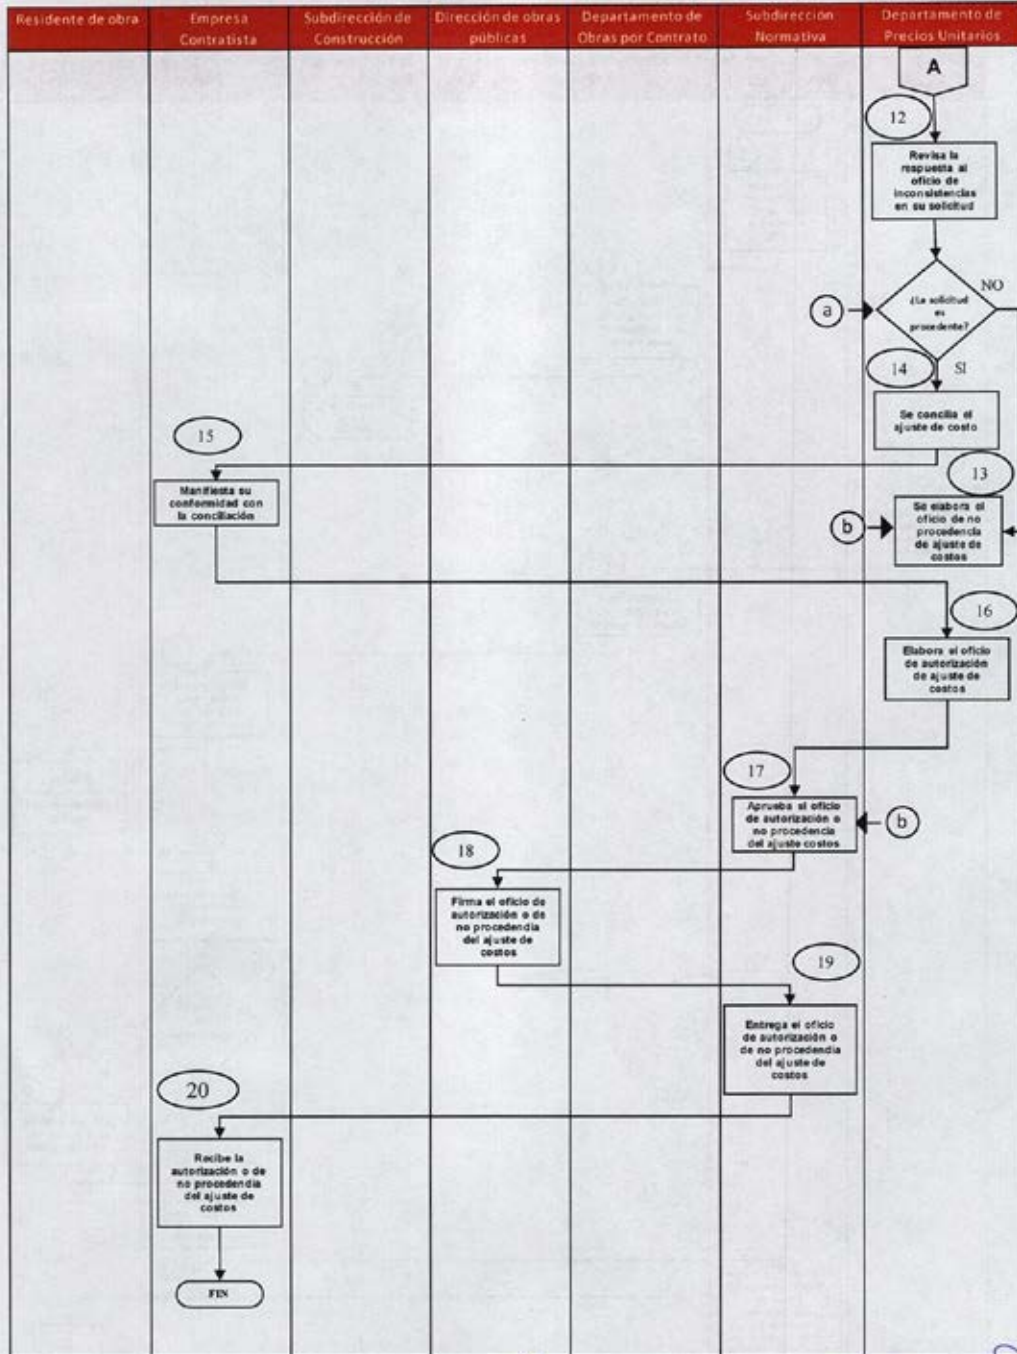 Residente de obra
Empresa
Contratista
Subdirección de
Construcción
Dirección de obras
públicas
Departamento de
Obras por Contrato
Subdirección
Normativa
Departamento de
Precios Unitarios
A
12
Revisa la
respuesta al
oficio de
inconsistencias
en su solicitud
a
¿La solicitud
es
procedente?
NO
14
SI
Se concilia el
ajuste de costo
15
Manifiesta su
conformidad con
la conciliación
13
b
Se elabora el
oficio de no
procedencia
de ajuste de
costos
16
Elabora el oficio
de autorización
de ajuste de
costos
17
Aprueba el oficio
de autorización o
no procedencia
del ajuste costos
b
18
Firma el oficio de
autorización o de
no procedendia
del ajuste de
costos
19
Entrega el oficio
de autorización o
de no procedendia
del ajuste de
costos
20
Recibe la
autorización o de
no procedendia
del ajuste de
costos
FIN